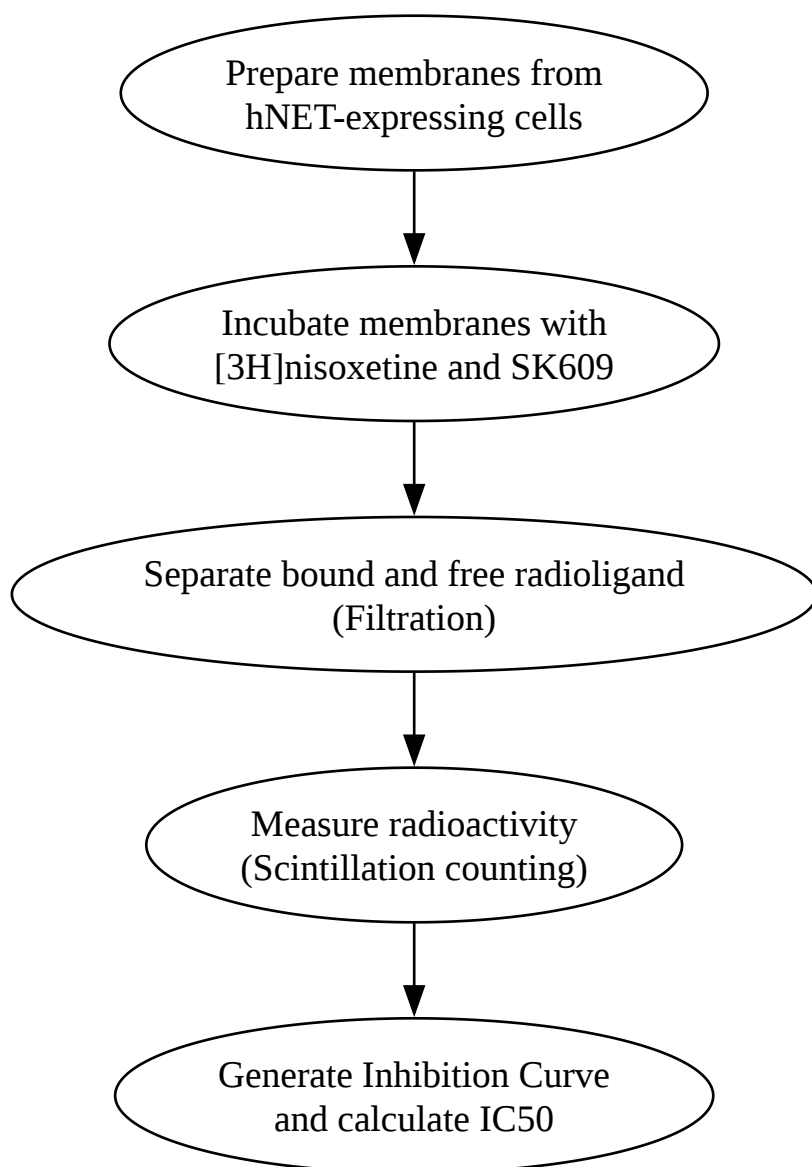 Prepare membranes from
hNET-expressing cells
Incubate membranes with
[3H]nisoxetine and SK609
Separate bound and free radioligand
(Filtration)
Measure radioactivity
(Scintillation counting)
Generate Inhibition Curve
and calculate IC50